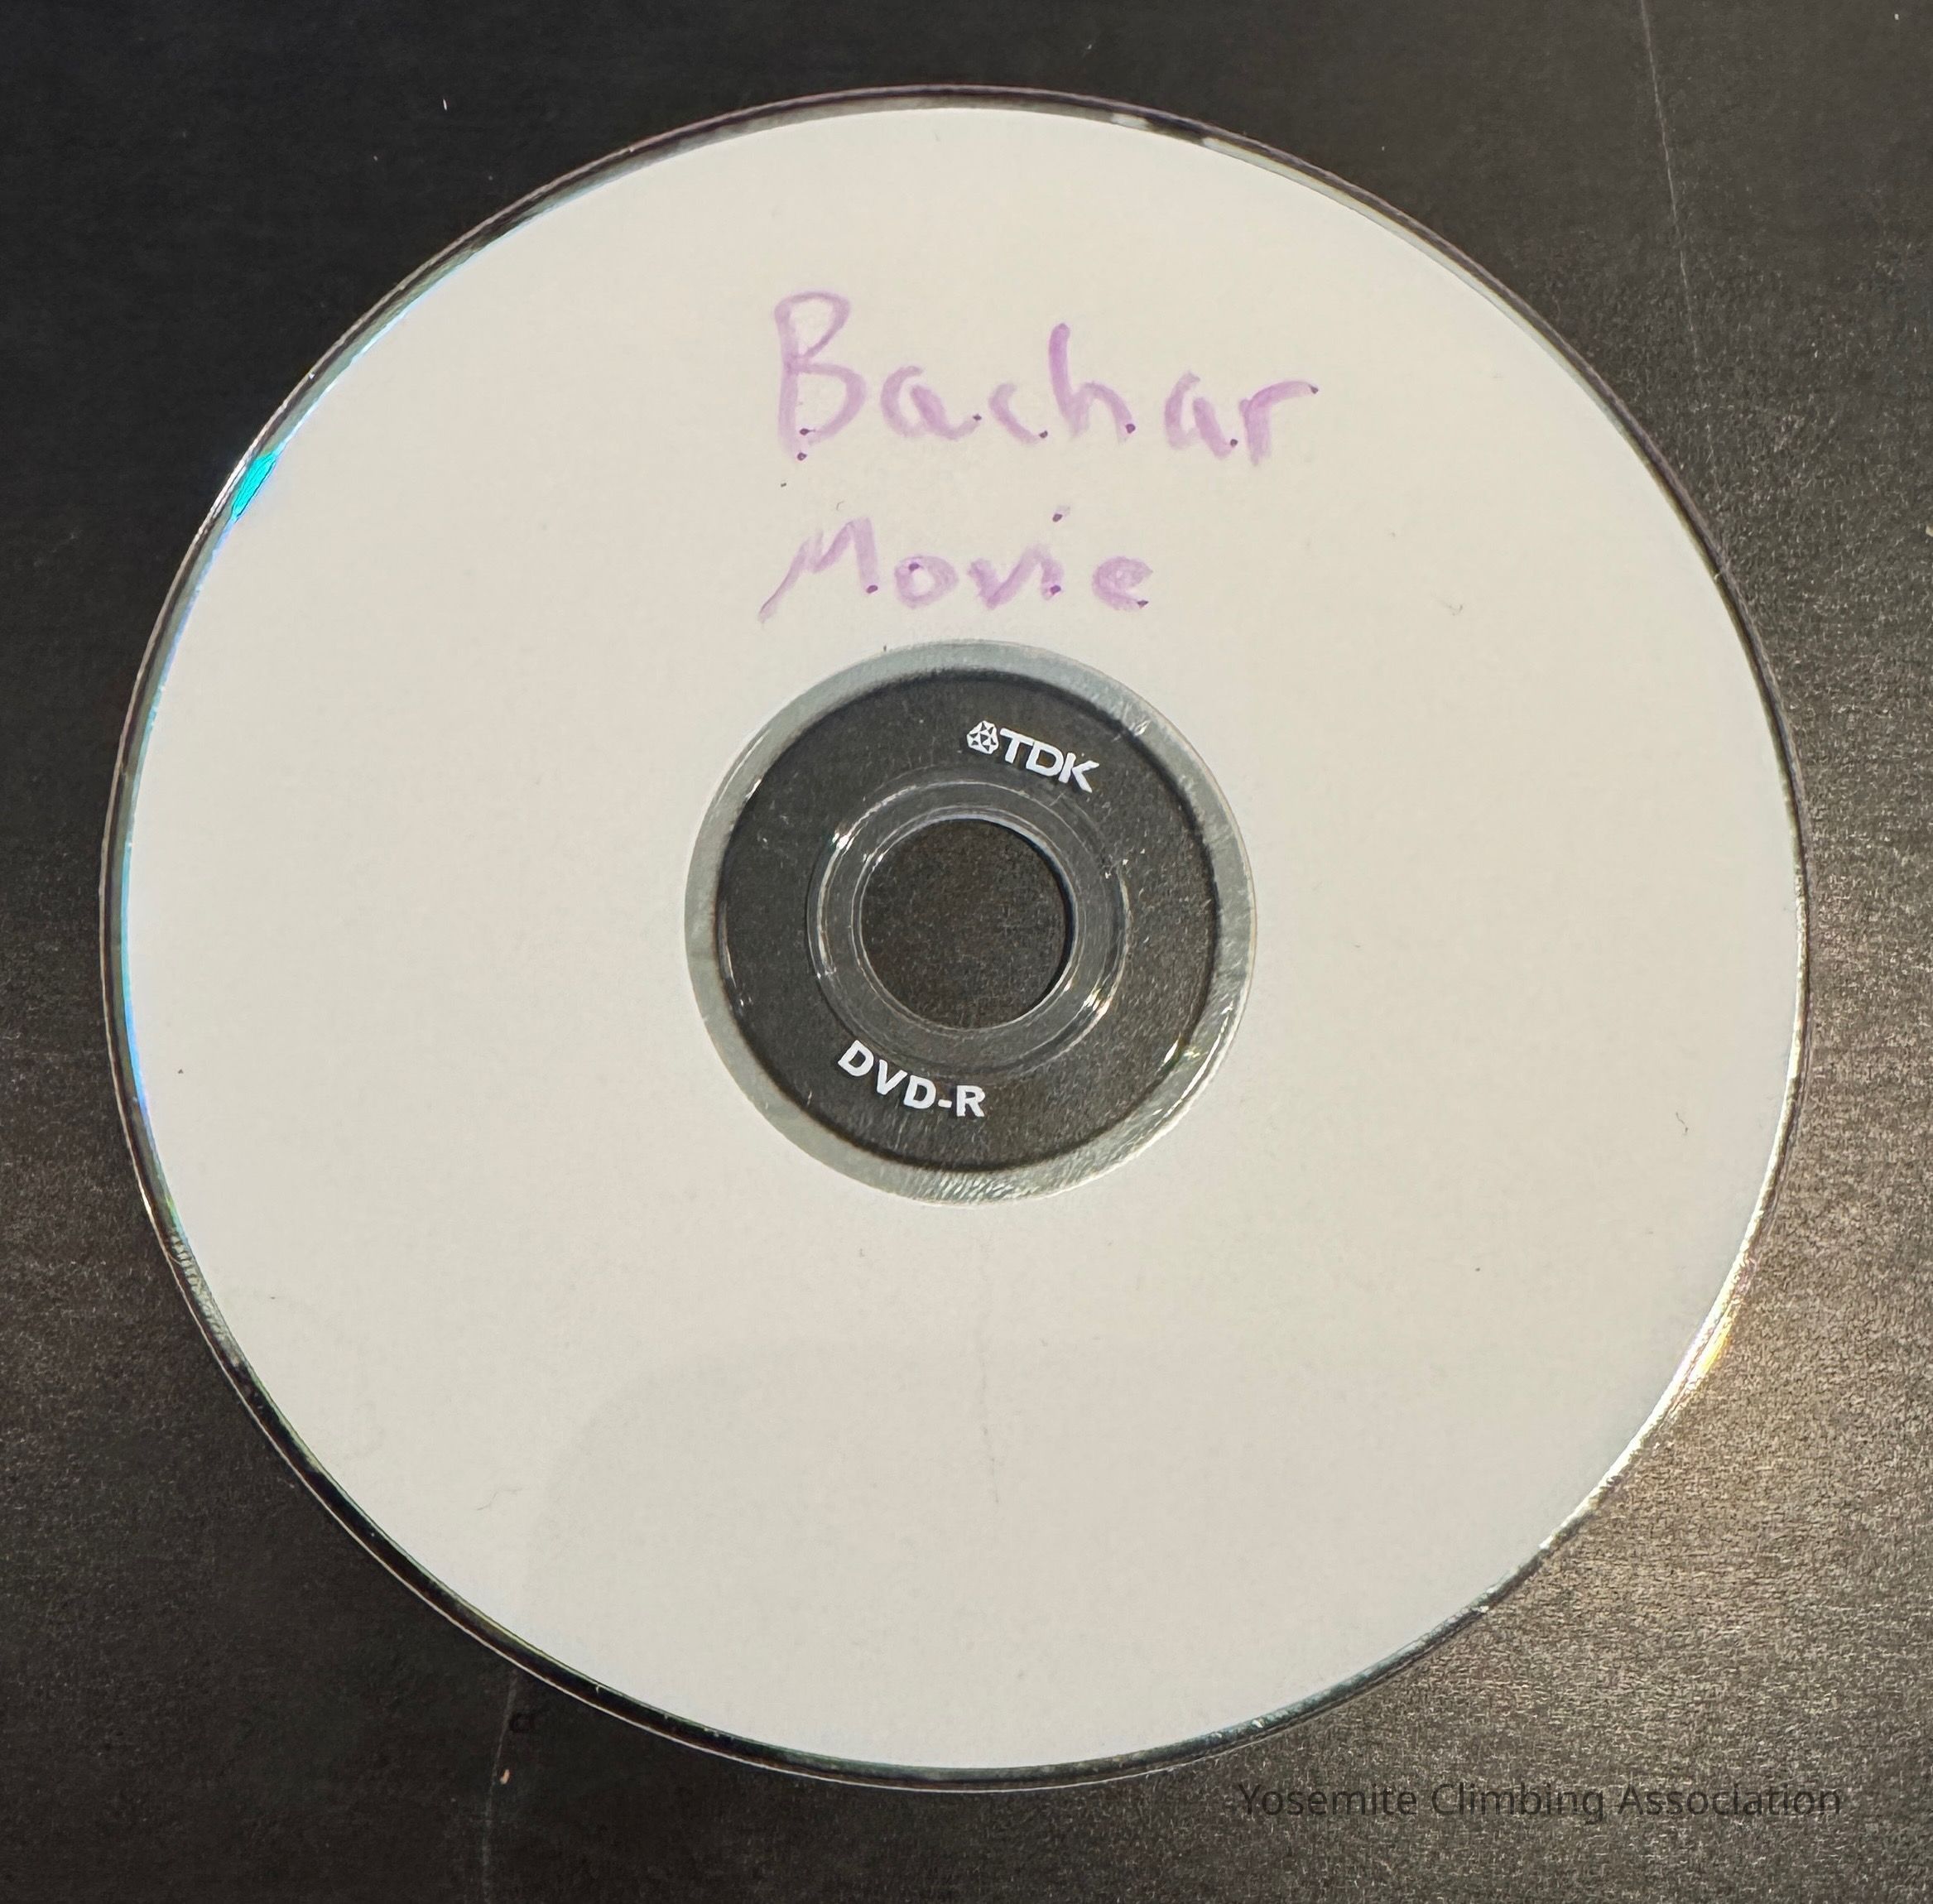 Bachar
Movie
TDK
DVD-R
Yosemite Climbing Association